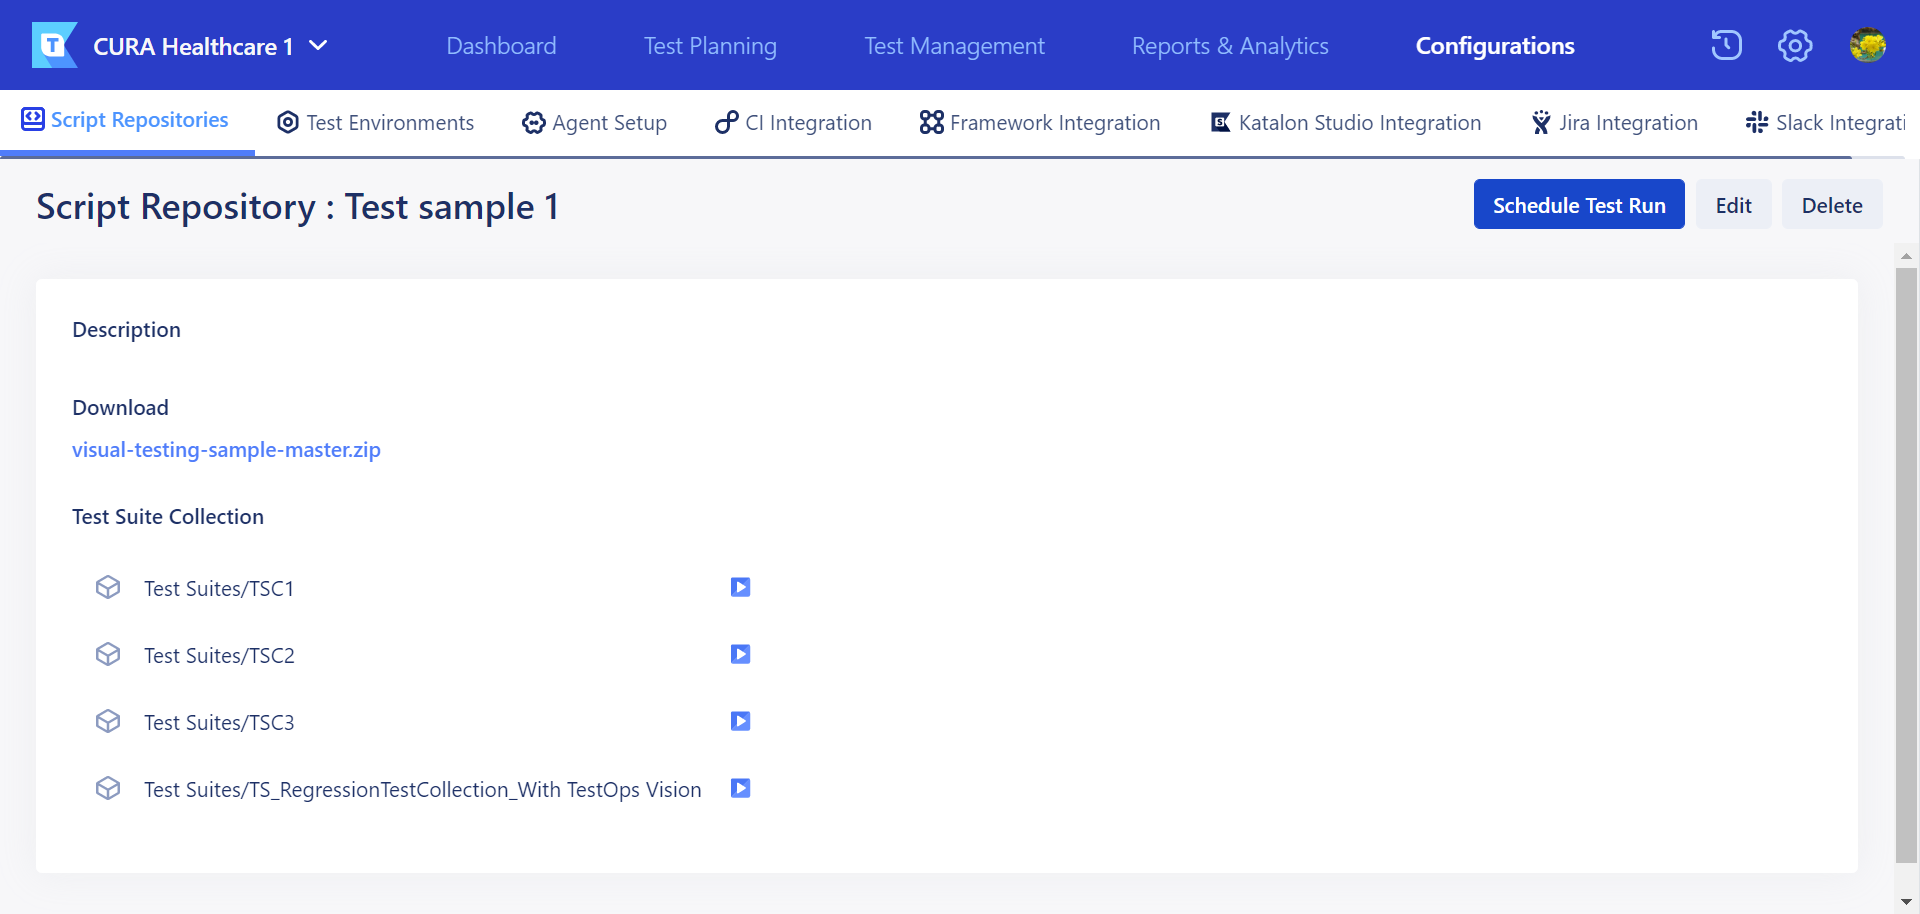 CURA Healthcare 1
Dashboard
Test Planning
Test Management
Reports & Analytics
Configurations
Script Repositories
Test Environments
Agent Setup
CI Integration
Framework Integration
Katalon Studio Integration
Jira Integration
Slack Integrati
Script Repository : Test sample 1
Schedule Test Run
Edit
Delete
Description
Download
visual-testing-sample-master.zip
Test Suite Collection
Test Suites/TSC1
Test Suites/TSC2
Test Suites/TSC3
Test Suites/TS_RegressionTestCollection_With TestOps Vision